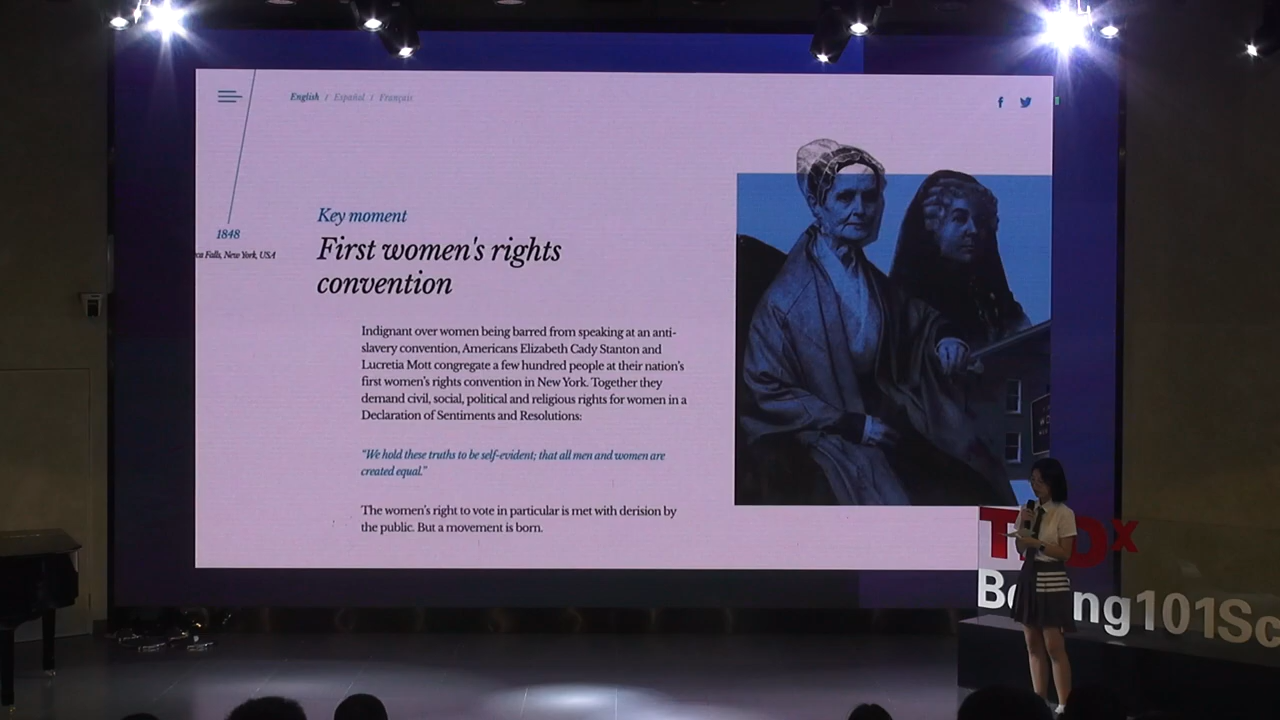 English / Español / Français
1848
Falls, New York, USA
Key moment
First women's rights
convention
Indignant over women being barred from speaking at an anti-
slavery convention, Americans Elizabeth Cady Stanton and
Lucretia Mott congregate a few hundred people at their nation's
first women's rights convention in New York. Together they
demand civil, social, political and religious rights for women in a
Declaration of Sentiments and Resolutions:
"We hold these truths to be self-evident; that all men and women are
created equal."
The women's right to vote in particular is met with derision by
the public. But a movement is born.